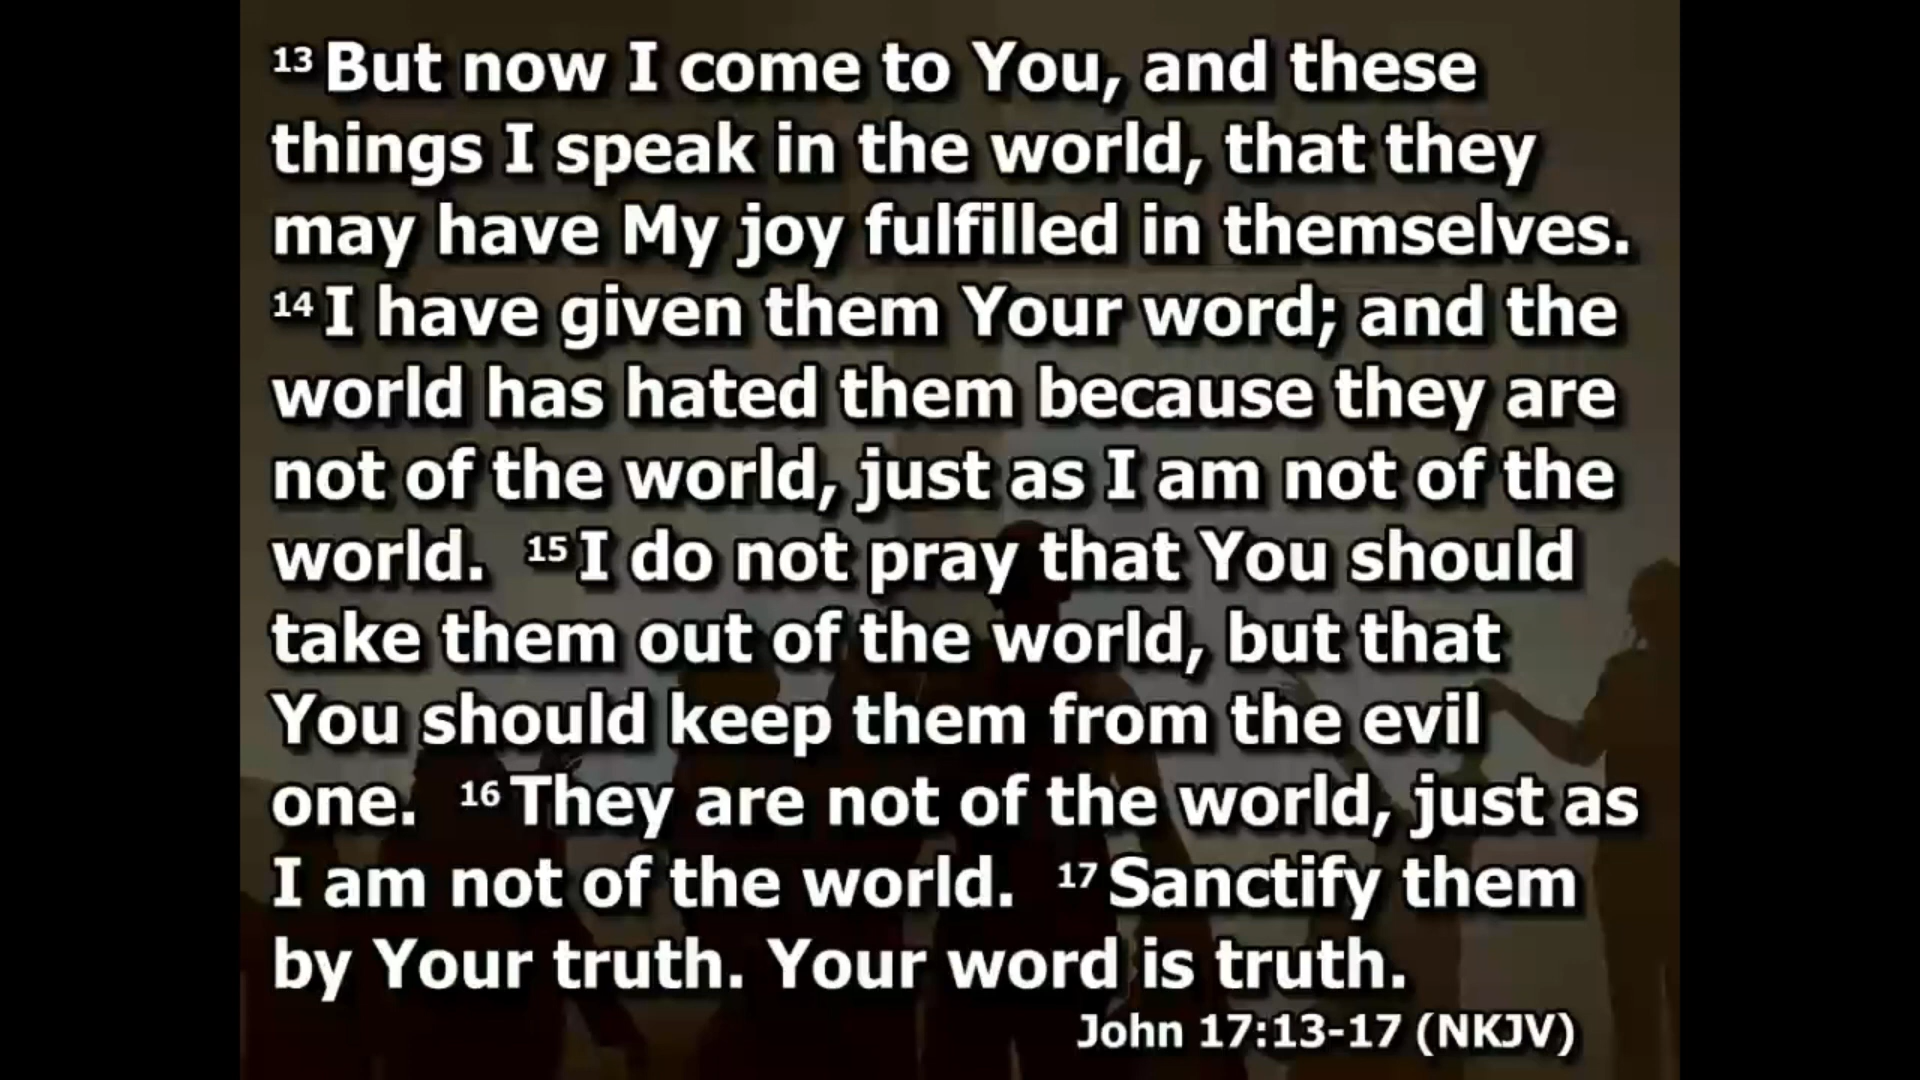 13 But now I come to You, and these
things I speak in the world, that they
may have My joy fulfilled in themselves.
14 I have given them Your word; and the
world has hated them because they are
not of the world, just as I am not of the
world. 15 I do not pray that You should
take them out of the world, but that
You should keep them from the evil
one. 16 They are not of the world, just as
I am not of the world. 17 Sanctify them
by Your truth. Your word is truth.
John 17:13-17 (NKJV)